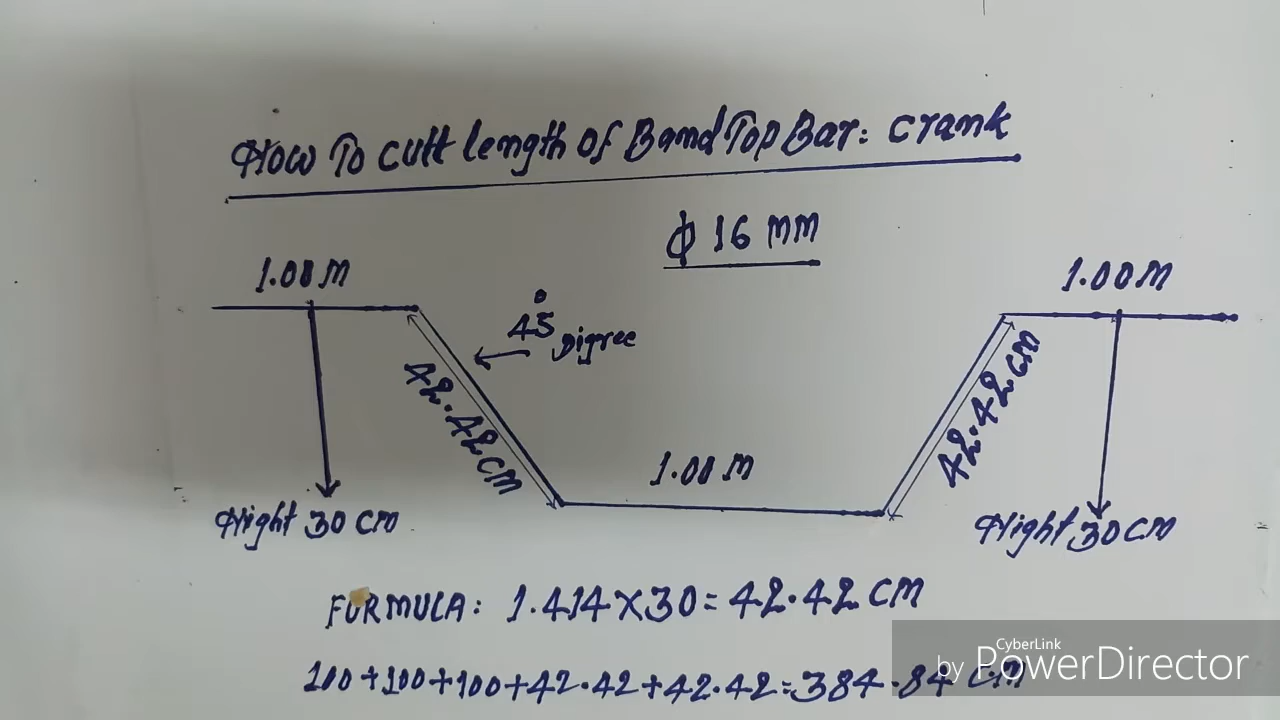 How To cutt length of Band Top Bar: crank
ф 16 mm
1.00 M
1.00 M
45° Digree
42.42 CM
42.42 CM
1.00 M
Hight 30 CM
Hight 30 CM
FORMULA: 1.414 X 30 = 42.42 CM
100 + 100 + 100 + 42.42 + 42.42 = 384.84 CM
CyberLink
by PowerDirector